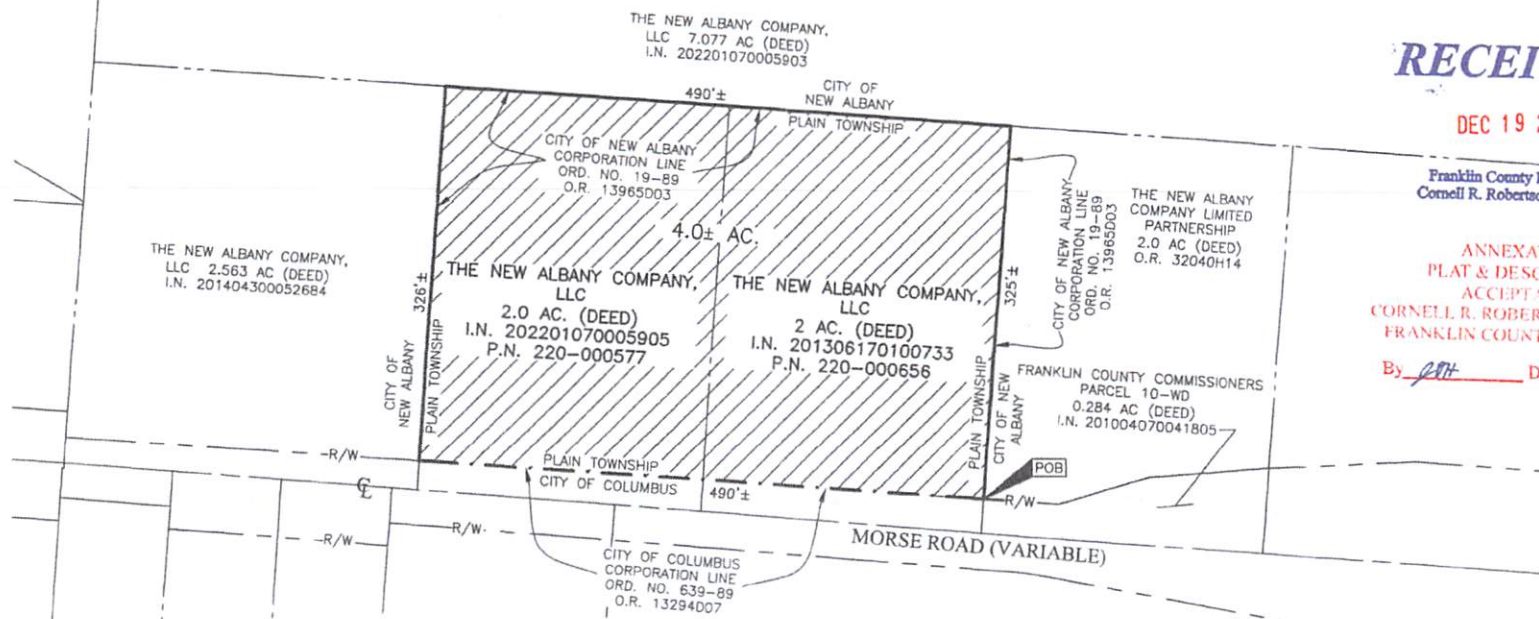 THE NEW ALBANY COMPANY,
LLC 7.077 AC (DEED)
I.N. 202201070005903
RECEI
DEC 19 2
Franklin County
Cornell R. Robertso
ANNEXA
PLAT & DESC
ACCEPT
CORNELL R. ROBER
FRANKLIN COUNT
By D
490'±
CITY OF
NEW ALBANY
PLAIN TOWNSHIP
CITY OF NEW ALBANY
CORPORATION LINE
ORD. NO. 19-89
O.R. 13965D03
4.0± AC.
THE NEW ALBANY COMPANY,
LLC 2.563 AC (DEED)
I.N. 201404300052684
326'±
CITY OF
NEW ALBANY
PLAIN TOWNSHIP
THE NEW ALBANY COMPANY,
LLC
2.0 AC. (DEED)
I.N. 202201070005905
P.N. 220-000577
THE NEW ALBANY COMPANY,
LLC
2 AC. (DEED)
I.N. 201306170100733
P.N. 220-000656
325'±
CITY OF NEW ALBANY
CORPORATION LINE
ORD. NO. 19-89
O.R. 13965D03
THE NEW ALBANY
COMPANY LIMITED
PARTNERSHIP
2.0 AC (DEED)
O.R. 32040H14
PLAIN TOWNSHIP
CITY OF NEW
ALBANY
FRANKLIN COUNTY COMMISSIONERS
PARCEL 10-WD
0.284 AC (DEED)
I.N. 201004070041805
POB
R/W
R/W
PLAIN TOWNSHIP
CITY OF COLUMBUS
490'±
CL
R/W
R/W
MORSE ROAD (VARIABLE)
CITY OF COLUMBUS
CORPORATION LINE
ORD. NO. 639-89
O.R. 13294D07